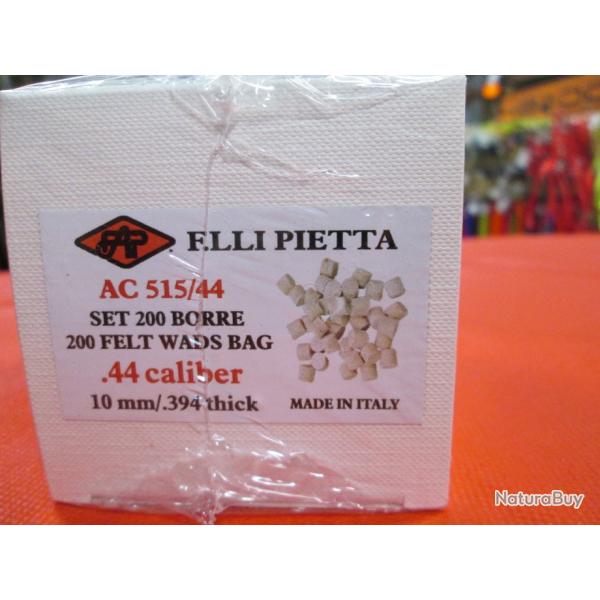 FAP. F.LLI PIETTA
AC 515/44
SET 200 BORRE
200 FELT WADS BAG
.44 caliber
10 mm/.394 thick
MADE IN ITALY
NaturaBuy